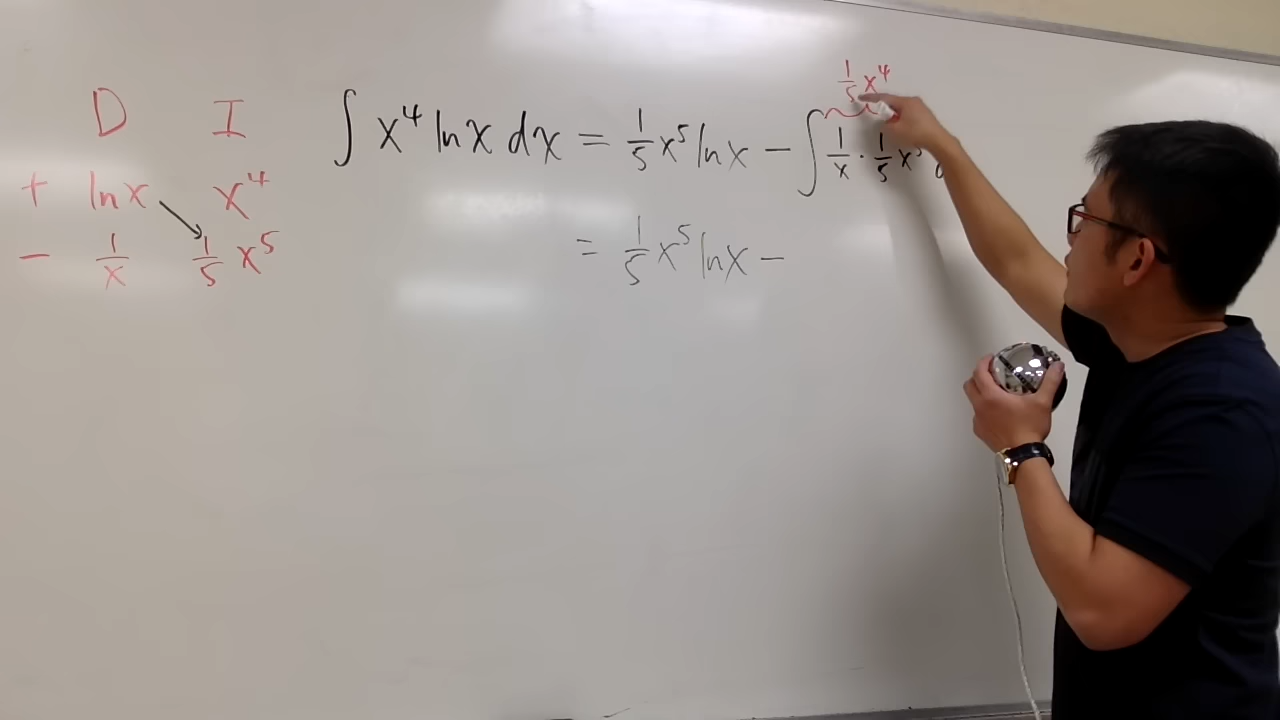 D I
+ ln x x⁴
− 1/x 1/5 x⁵
1/5 x⁴
∫ x⁴ ln x dx = 1/5 x⁵ ln x − ∫ 1/x · 1/5 x
= 1/5 x⁵ ln x −